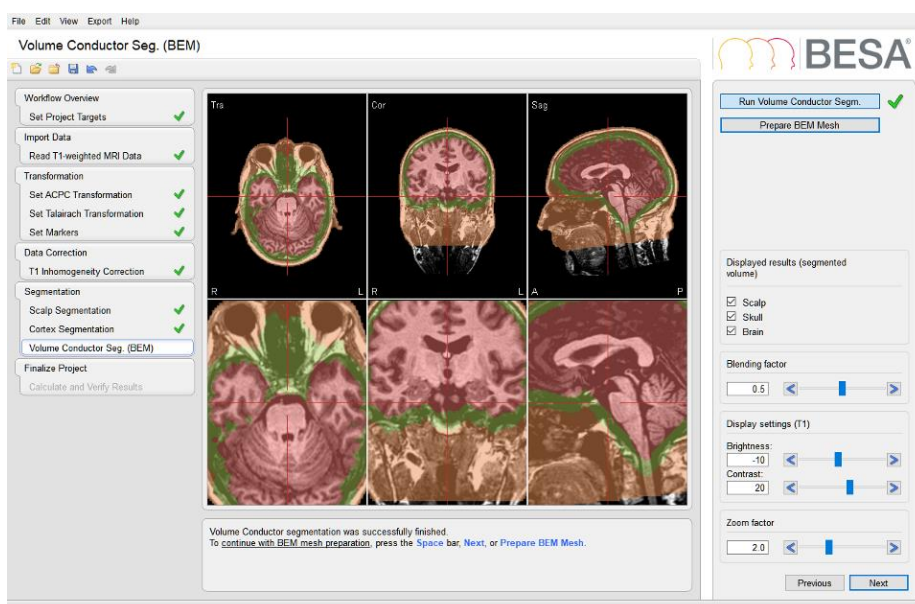 File Edit View Export Help
Volume Conductor Seg. (BEM)
BESA
Workflow Overview
Set Project Targets
Import Data
Read T1-weighted MRI Data
Transformation
Set ACPC Transformation
Set Talairach Transformation
Set Markers
Data Correction
T1 Inhomogeneity Correction
Segmentation
Scalp Segmentation
Cortex Segmentation
Volume Conductor Seg. (BEM)
Finalize Project
Calculate and Verify Results
Tra Cor Sag
R L R L A P
Volume Conductor segmentation was successfully finished.
To continue with BEM mesh preparation, press the Space bar, Next, or Prepare BEM Mesh.
Run Volume Conductor Segm.
Prepare BEM Mesh
Displayed results (segmented
volume)
Scalp
Skull
Brain
Blending factor
0.5
Display settings (T1)
Brightness:
-10
Contrast:
20
Zoom factor
2.0
Previous Next